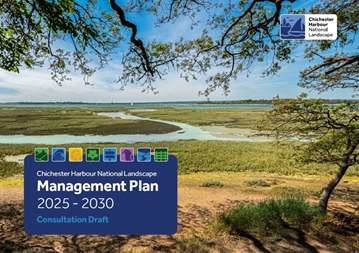 Chichester
Harbour
National
Landscape
Chichester Harbour National Landscape
Management Plan
2025 - 2030
Consultation Draft